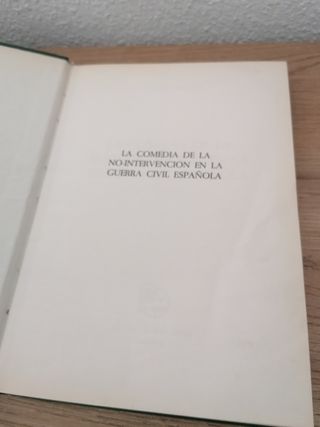 LA COMEDIA DE LA
NO-INTERVENCION EN LA
GUERRA CIVIL ESPAÑOLA